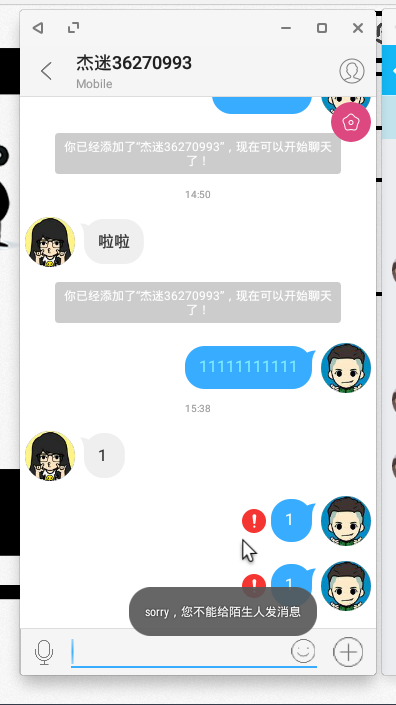 杰迷36270993
Mobile
你已经添加了“杰迷36270993”，现在可以开始聊天
了！
14:50
啦啦
你已经添加了“杰迷36270993”，现在可以开始聊天
了！
11111111111
15:38
1
1
1
sorry，您不能给陌生人发消息